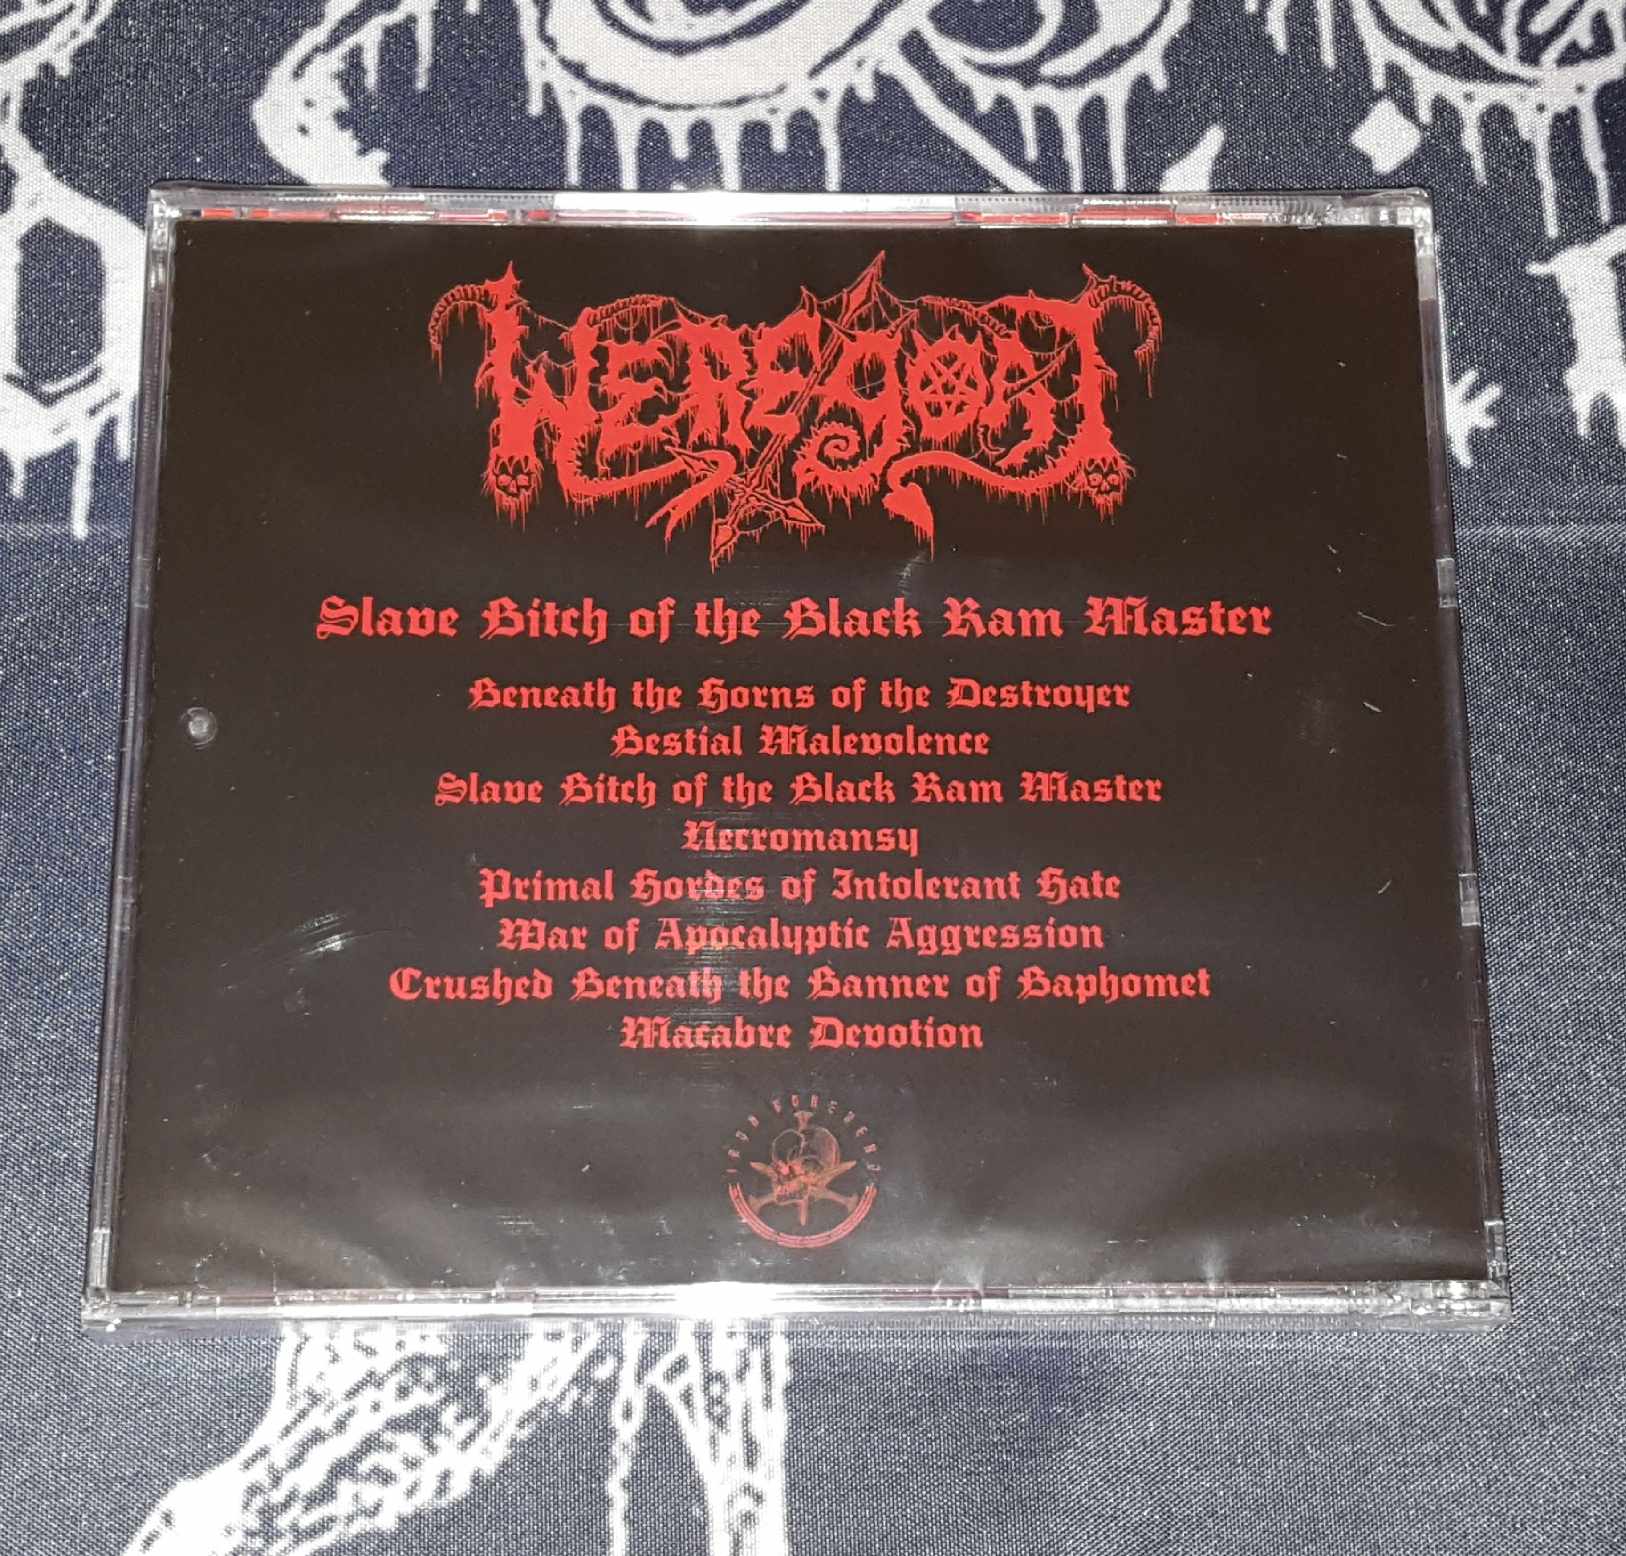 WEREGOAT
Slave Bitch of the Black Ram Master
Beneath the Horns of the Destroyer
Bestial Malevolence
Slave Bitch of the Black Ram Master
Necromansy
Primal Hordes of Intolerant Hate
War of Apocalyptic Aggression
Crushed Beneath the Banner of Baphomet
Macabre Devotion
IRON FOREVER!